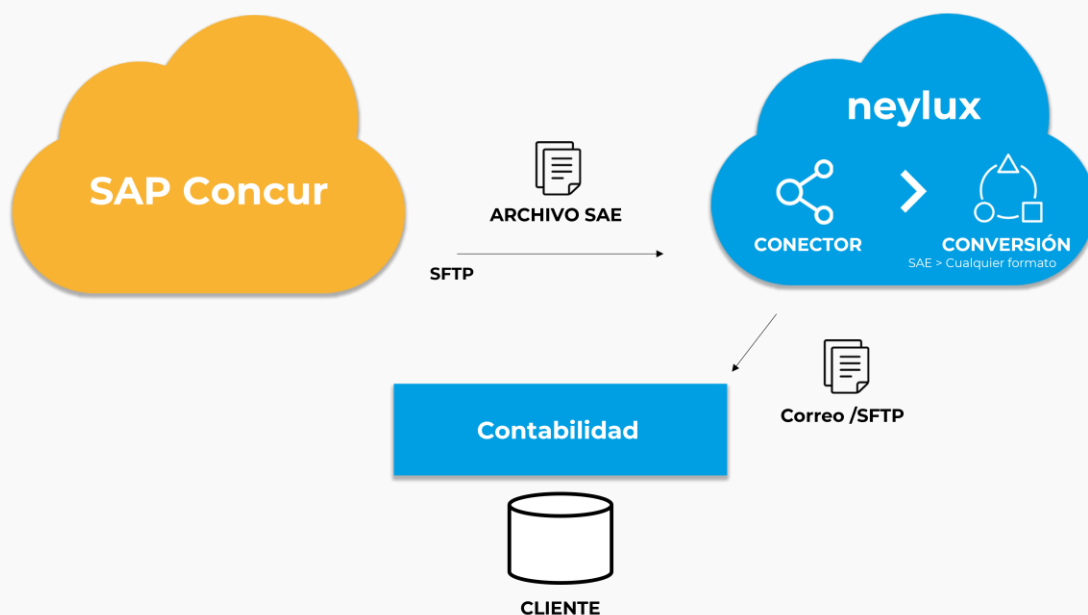 SAP Concur
ARCHIVO SAE
SFTP
neylux
CONECTOR
CONVERSIÓN
SAE > Cualquier formato
Correo /SFTP
Contabilidad
CLIENTE